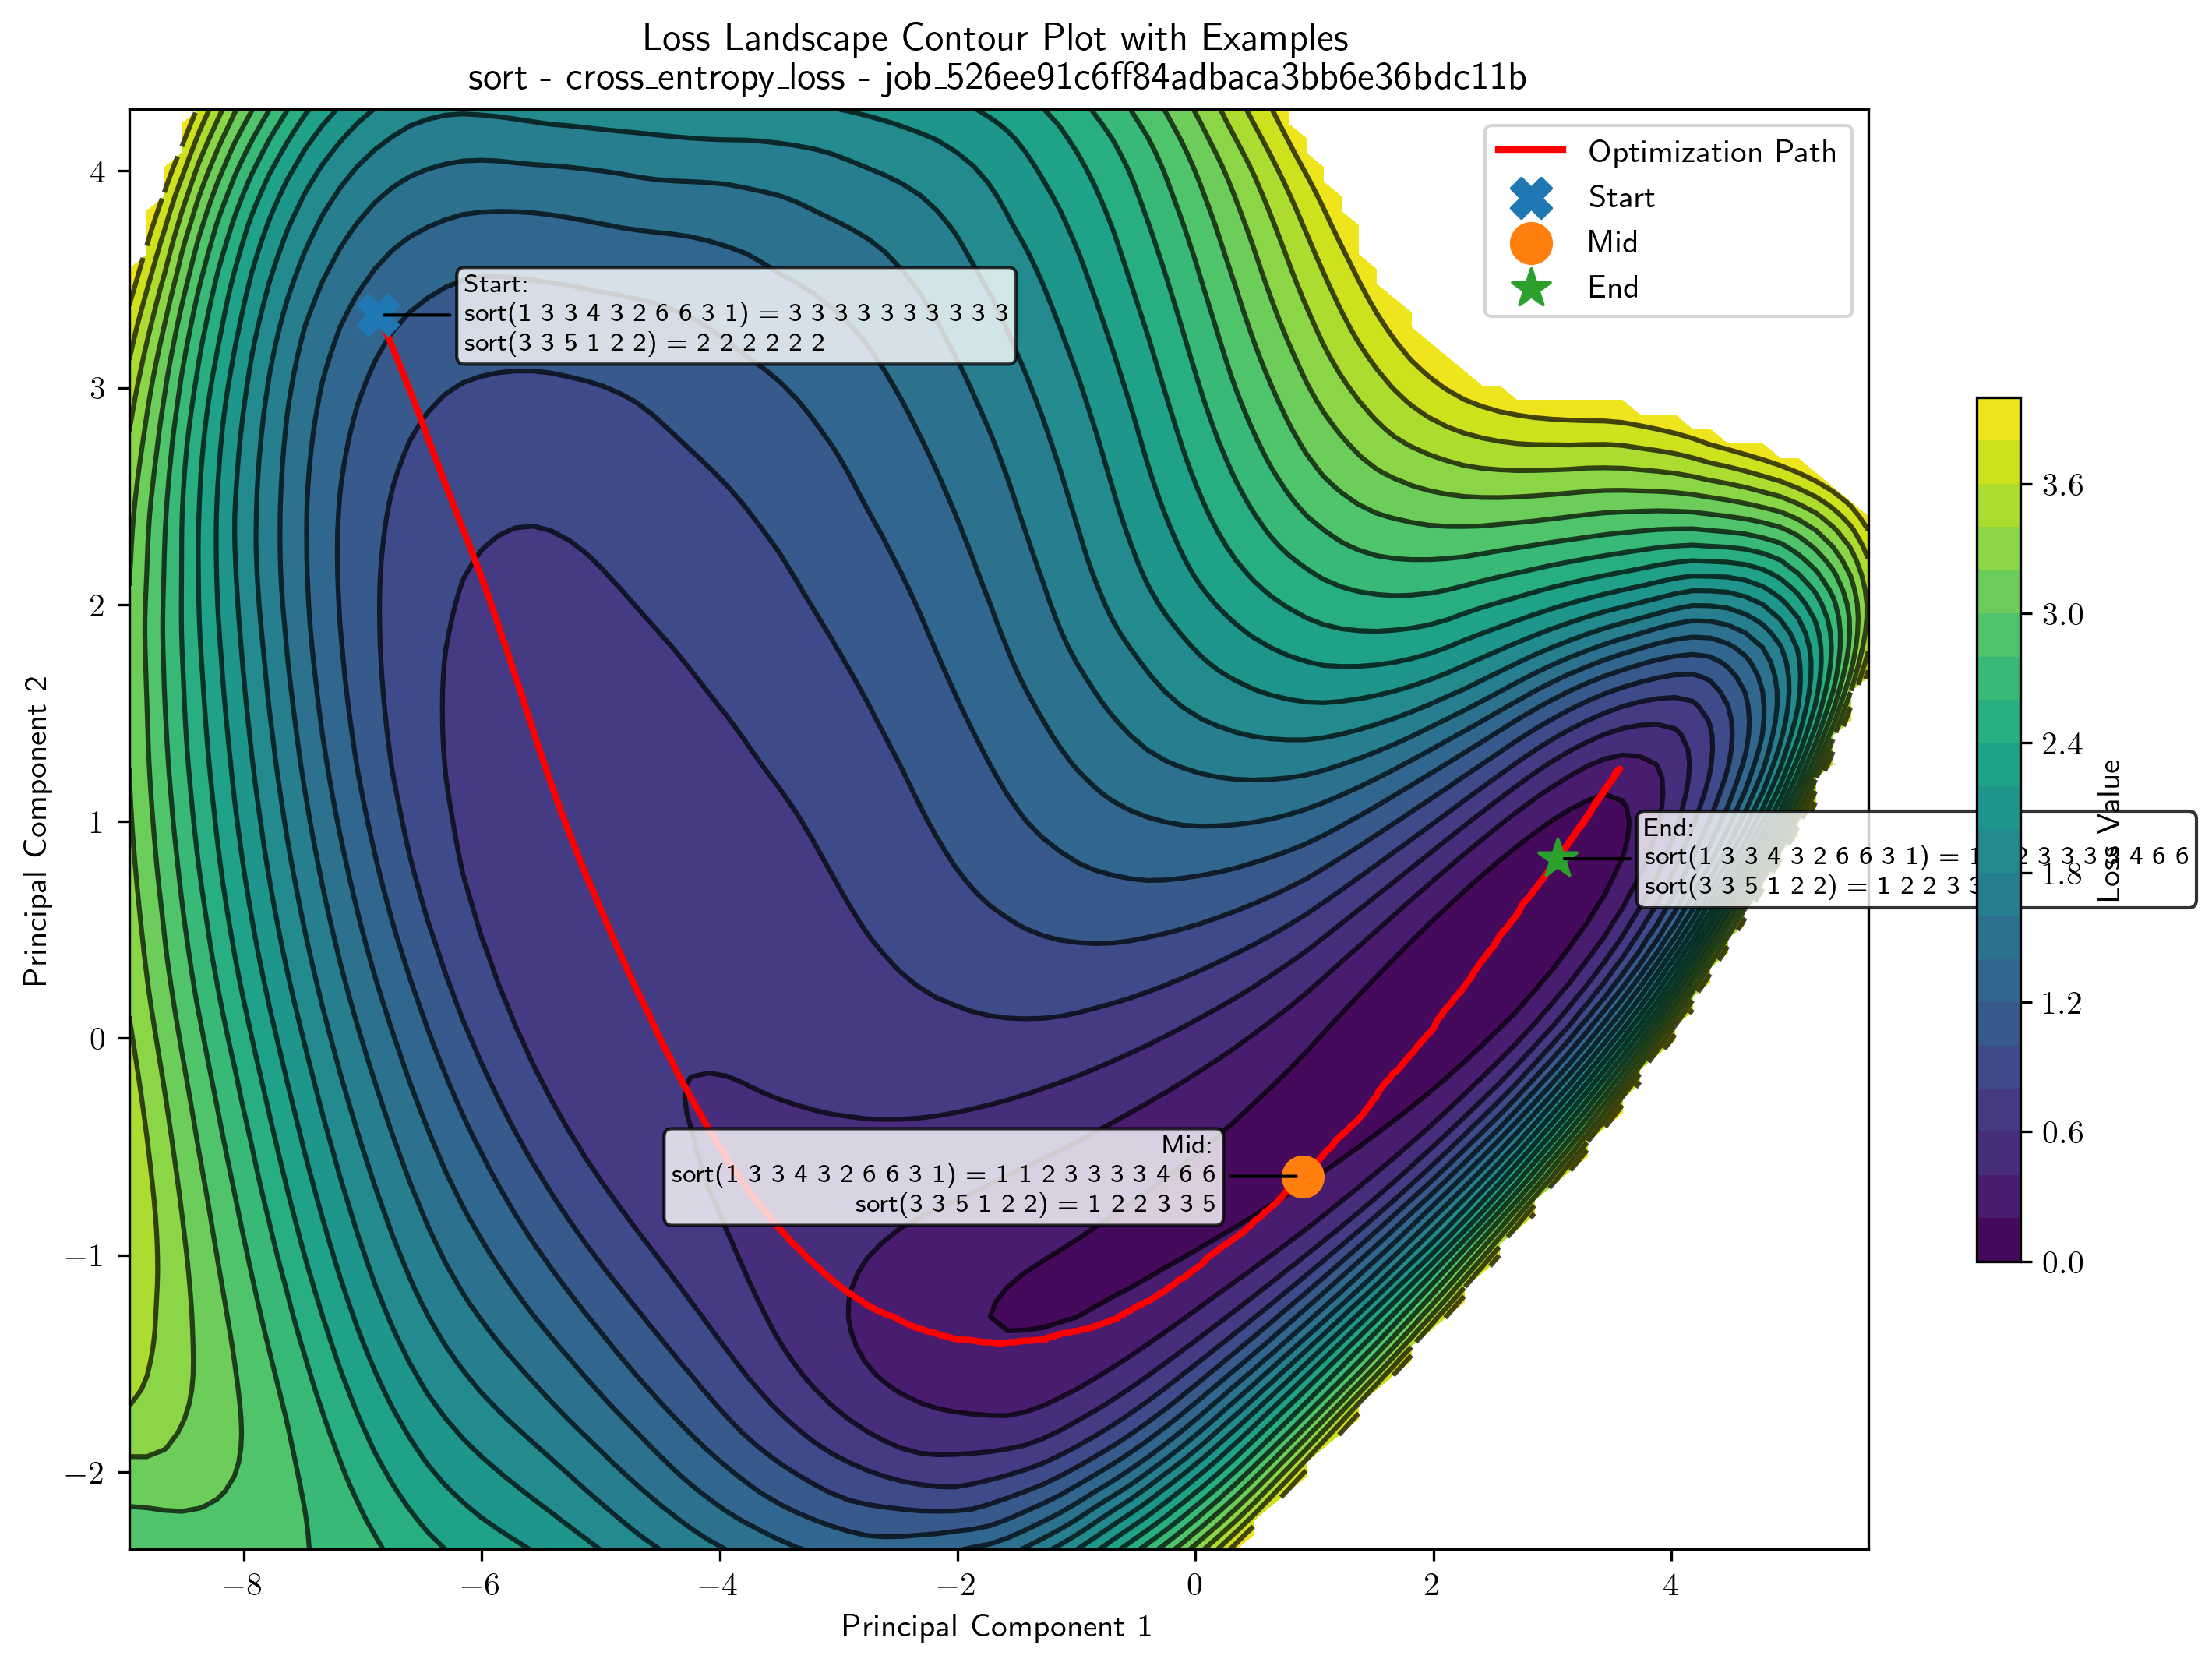 Loss Landscape Contour Plot with Examples
sort - cross_entropy_loss - job_526ee91c6ff84adbaca3bb6e36bdc11b
Optimization Path
Start
Mid
End
Start:
sort(1 3 3 4 3 2 6 6 3 1) = 3 3 3 3 3 3 3 3 3 3
sort(3 3 5 1 2 2) = 2 2 2 2 2 2
Mid:
sort(1 3 3 4 3 2 6 6 3 1) = 1 1 2 3 3 3 3 4 6 6
sort(3 3 5 1 2 2) = 1 2 2 3 3 5
End:
sort(1 3 3 4 3 2 6 6 3 1) = 1 2 3 3 3 3 4 6 6
sort(3 3 5 1 2 2) = 1 2 2 3 3
4
3
2
1
0
−1
−2
−8
−6
−4
−2
0
2
4
Principal Component 1
Principal Component 2
3.6
3.0
2.4
1.8
1.2
0.6
0.0
Loss Value